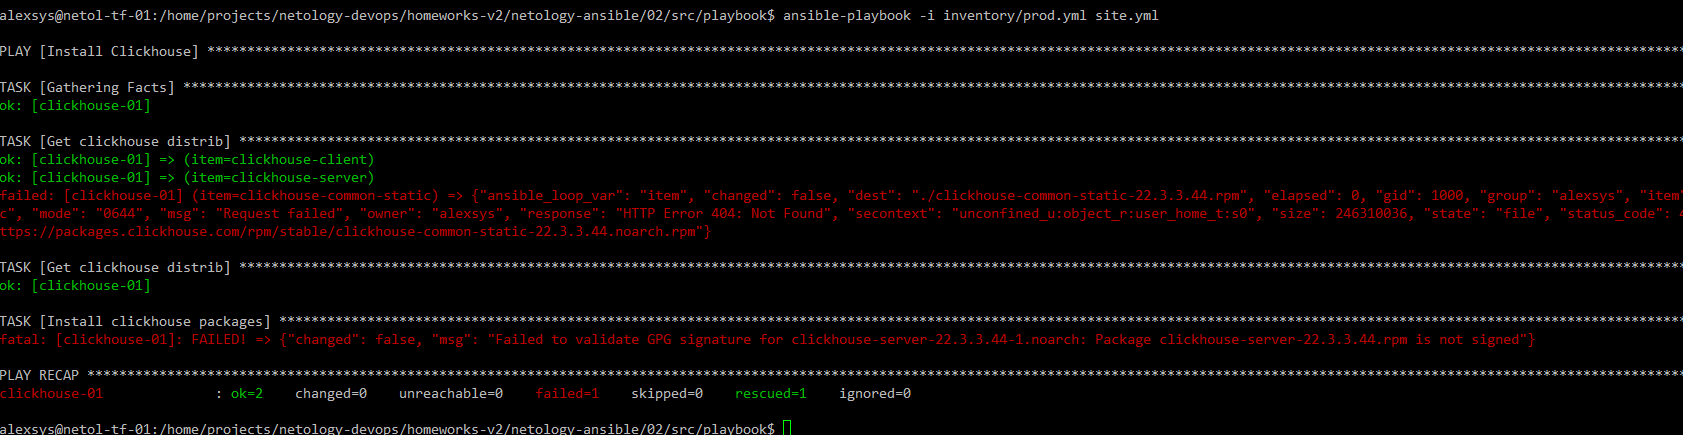 alexsys@netol-tf-01:/home/projects/netology-devops/homeworks-v2/netology-ansible/02/src/playbook$ ansible-playbook -i inventory/prod.yml site.yml
PLAY [Install Clickhouse] ****************************************************************************************************************************************************************************************
TASK [Gathering Facts] *******************************************************************************************************************************************************************************************
ok: [clickhouse-01]
TASK [Get clickhouse distrib] ************************************************************************************************************************************************************************************
ok: [clickhouse-01] => (item=clickhouse-client)
ok: [clickhouse-01] => (item=clickhouse-server)
failed: [clickhouse-01] (item=clickhouse-common-static) => {"ansible_loop_var": "item", "changed": false, "dest": "./clickhouse-common-static-22.3.3.44.rpm", "elapsed": 0, "gid": 1000, "group": "alexsys", "item"
c", "mode": "0644", "msg": "Request failed", "owner": "alexsys", "response": "HTTP Error 404: Not Found", "secontext": "unconfined_u:object_r:user_home_t:s0", "size": 246310036, "state": "file", "status_code": 4
ttps://packages.clickhouse.com/rpm/stable/clickhouse-common-static-22.3.3.44.noarch.rpm"}
TASK [Get clickhouse distrib] ************************************************************************************************************************************************************************************
ok: [clickhouse-01]
TASK [Install clickhouse packages] *******************************************************************************************************************************************************************************
fatal: [clickhouse-01]: FAILED! => {"changed": false, "msg": "Failed to validate GPG signature for clickhouse-server-22.3.3.44-1.noarch: Package clickhouse-server-22.3.3.44.rpm is not signed"}
PLAY RECAP *******************************************************************************************************************************************************************************************************
clickhouse-01              : ok=2    changed=0    unreachable=0    failed=1    skipped=0    rescued=1    ignored=0
alexsys@netol-tf-01:/home/projects/netology-devops/homeworks-v2/netology-ansible/02/src/playbook$